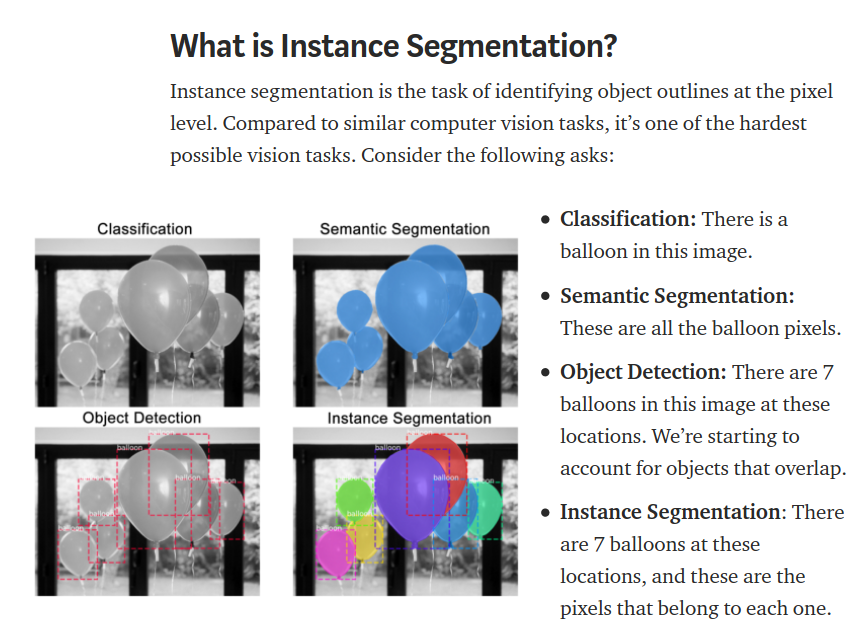 What is Instance Segmentation?
Instance segmentation is the task of identifying object outlines at the pixel
level. Compared to similar computer vision tasks, it’s one of the hardest
possible vision tasks. Consider the following asks:
Classification
Semantic Segmentation
Object Detection
balloon
Instance Segmentation
balloon
balloon
• Classification: There is a
balloon in this image.
• Semantic Segmentation:
These are all the balloon pixels.
• Object Detection: There are 7
balloons in this image at these
locations. We’re starting to
account for objects that overlap.
• Instance Segmentation: There
are 7 balloons at these
locations, and these are the
pixels that belong to each one.